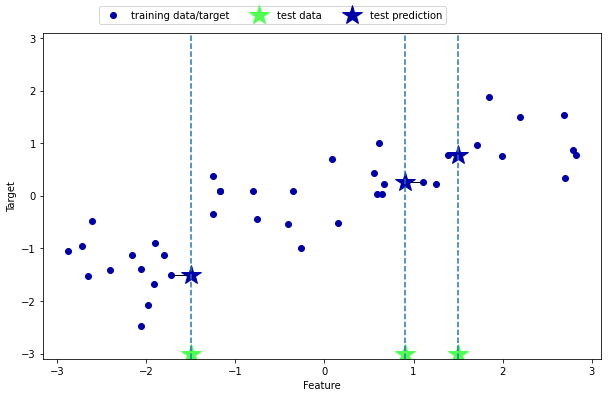 training data/target test data test prediction
3
2
1
0
−1
−2
−3
Target
−3 −2 −1 0 1 2 3
Feature